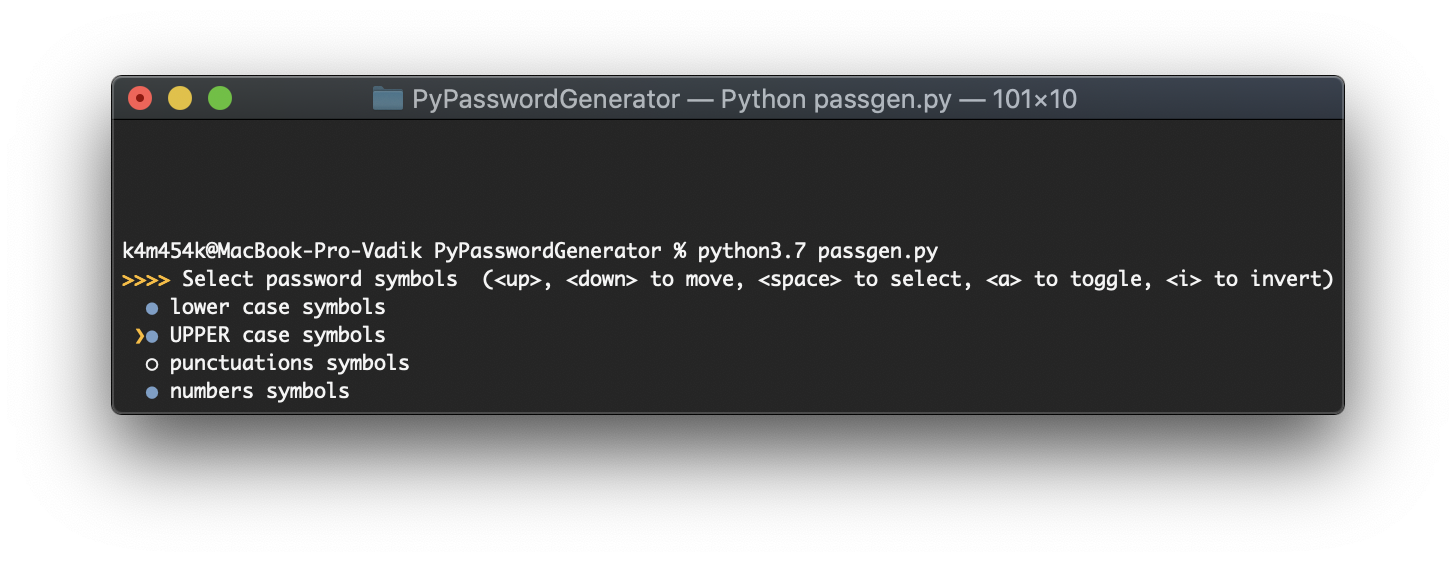 PyPasswordGenerator — Python passgen.py — 101×10
k4m454k@MacBook-Pro-Vadik PyPasswordGenerator % python3.7 passgen.py
>>>> Select password symbols  (<up>, <down> to move, <space> to select, <a> to toggle, <i> to invert)
● lower case symbols
❯● UPPER case symbols
○ punctuations symbols
● numbers symbols